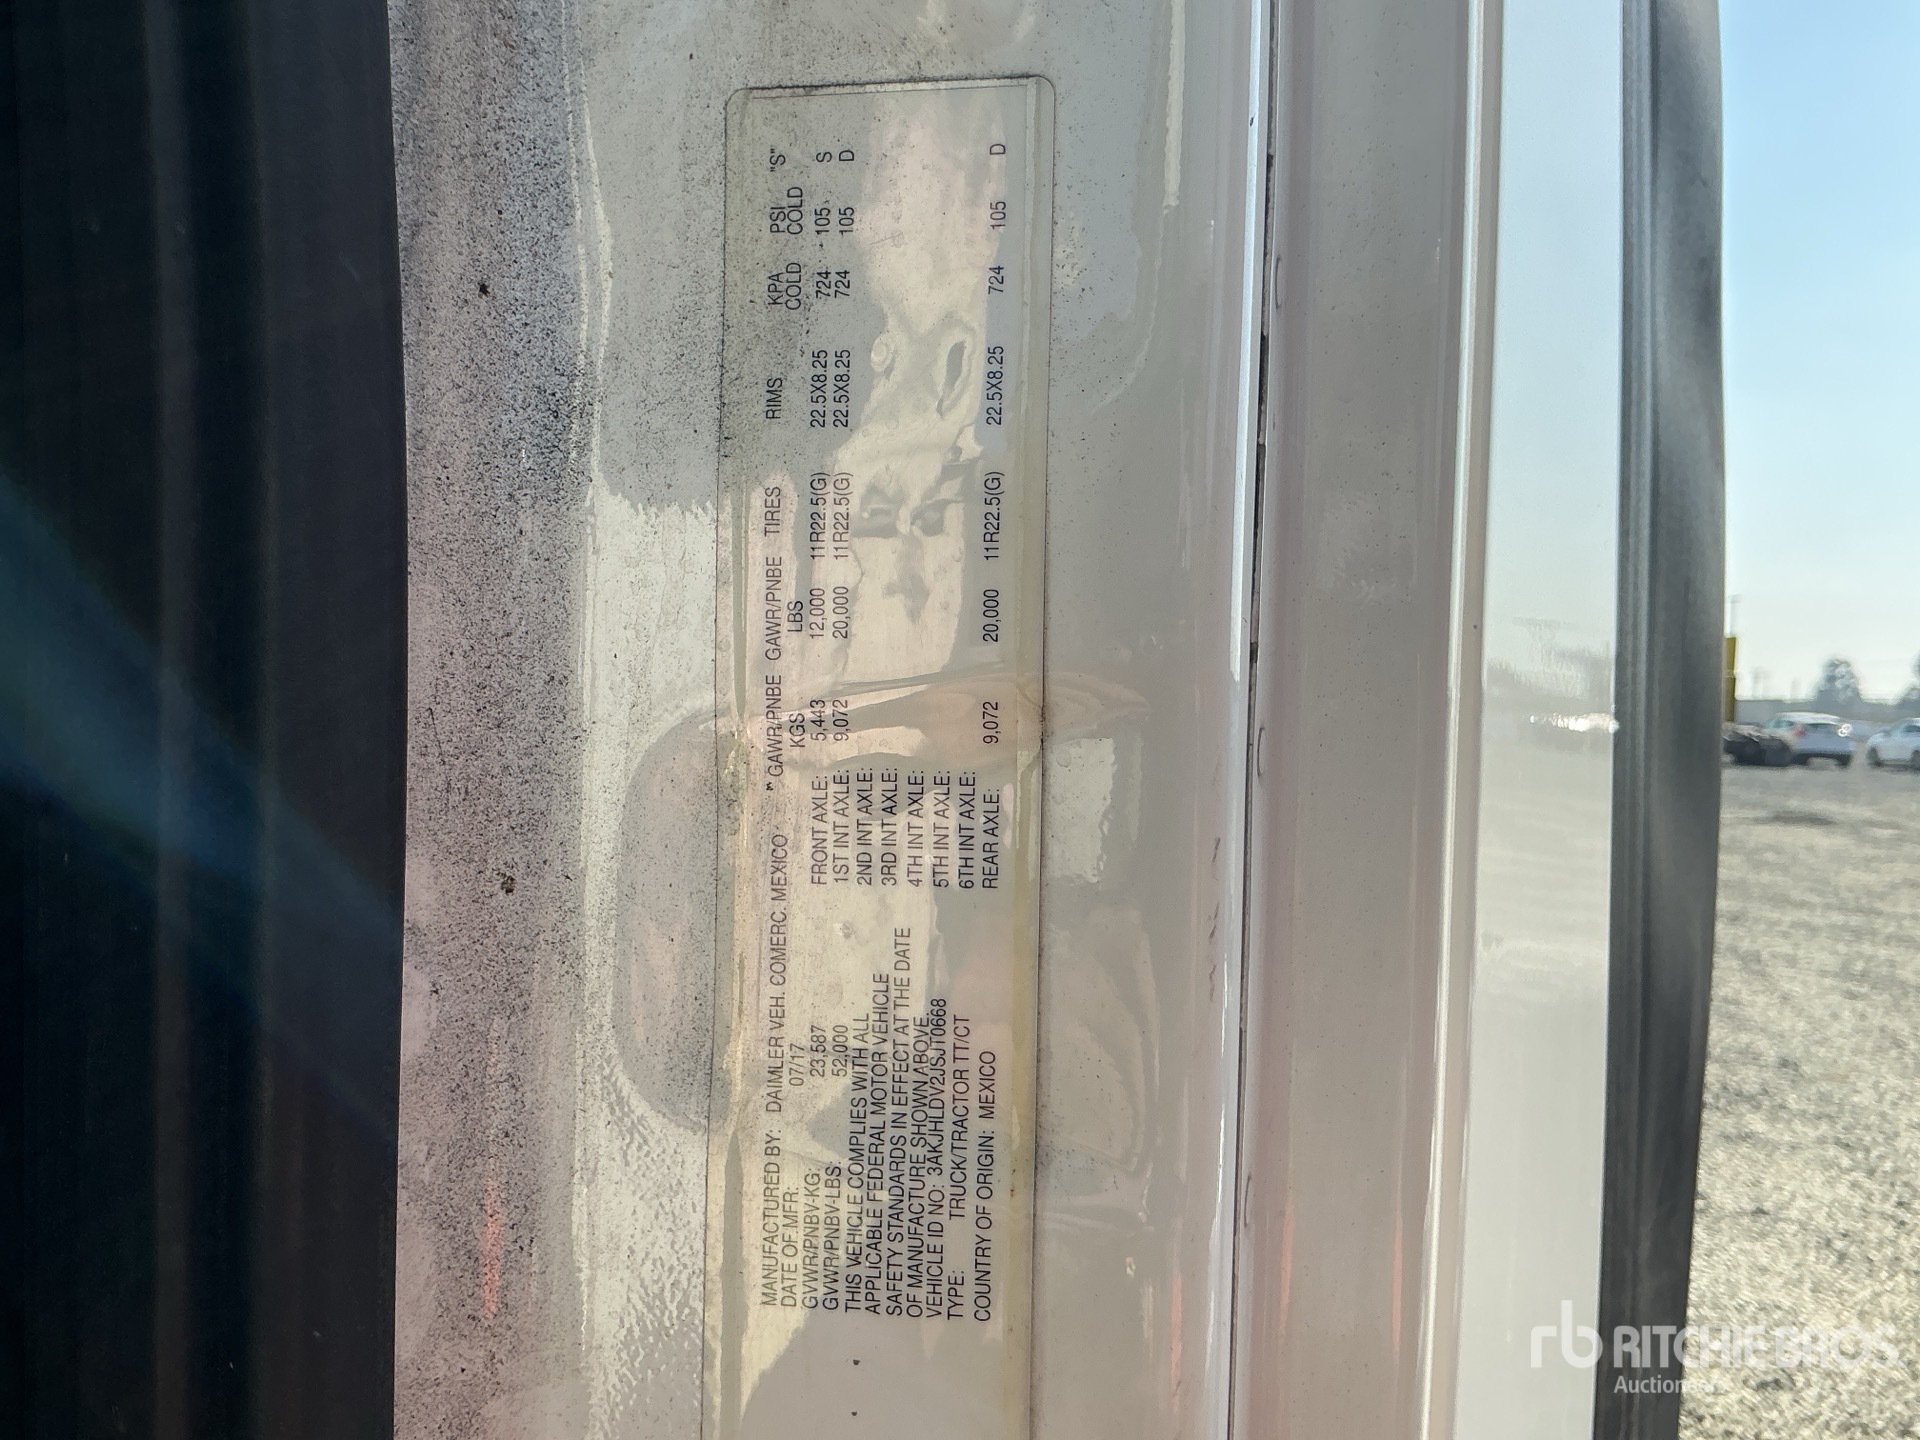 MANUFACTURED BY: DAIMLER VEH. COMERC. MEXICO
DATE OF MFR: 07/17
GVWR/PNBV-KG: 23,587
GVWR/PNBV-LBS: 52,000
THIS VEHICLE COMPLIES WITH ALL
APPLICABLE FEDERAL MOTOR VEHICLE
SAFETY STANDARDS IN EFFECT AT THE DATE
OF MANUFACTURE SHOWN ABOVE.
VEHICLE ID NO: 3AKJHLDV2JSJT0668
TYPE: TRUCK/TRACTOR TT/CT
COUNTRY OF ORIGIN: MEXICO
GAWR/PNBE GAWR/PNBE TIRES RIMS KPA PSI "S"
KGS LBS COLD COLD
FRONT AXLE: 5,443 12,000 11R22.5(G) 22.5X8.25 724 105 S
1ST INT AXLE: 9,072 20,000 11R22.5(G) 22.5X8.25 724 105 D
2ND INT AXLE:
3RD INT AXLE:
4TH INT AXLE:
5TH INT AXLE:
6TH INT AXLE:
REAR AXLE: 9,072 20,000 11R22.5(G) 22.5X8.25 724 105 D
rb RITCHIE BROS
Auctioneers